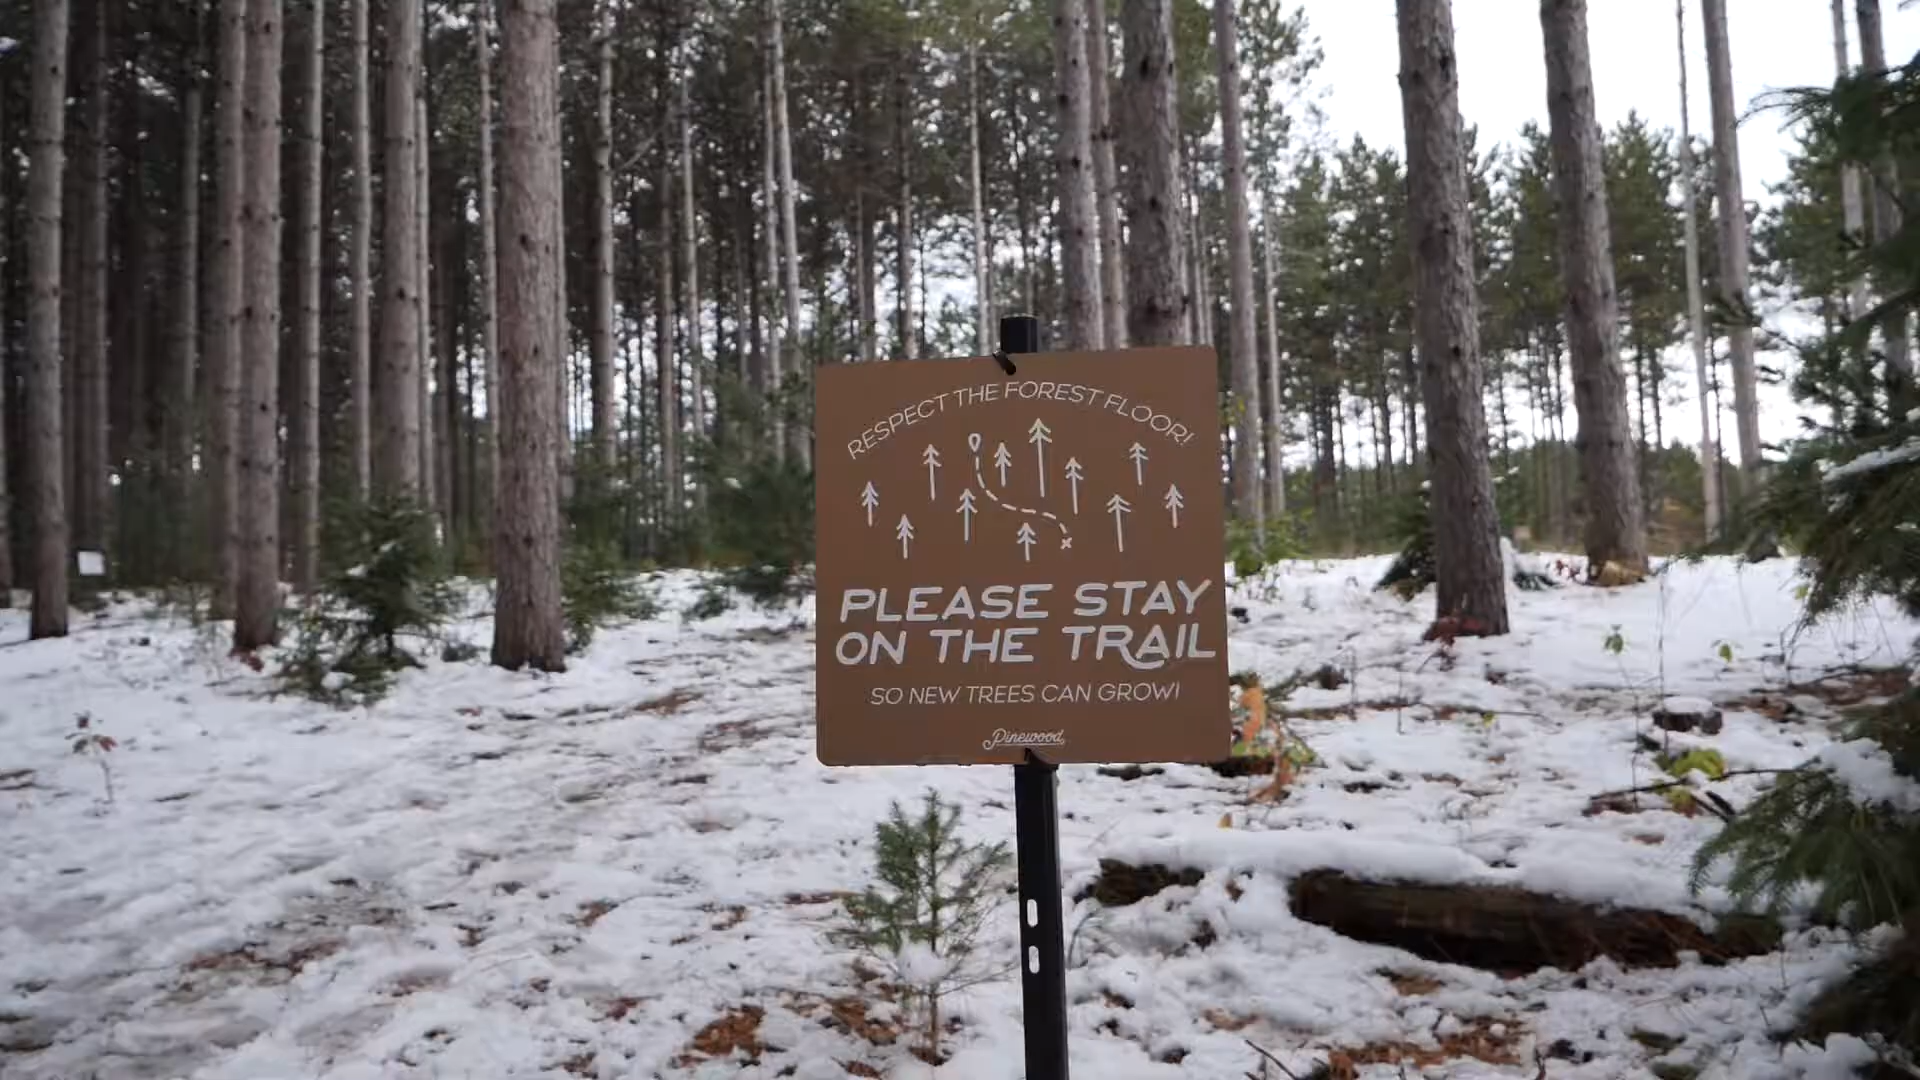 RESPECT THE FOREST FLOOR!
PLEASE STAY
ON THE TRAIL
SO NEW TREES CAN GROW!
Pinewood